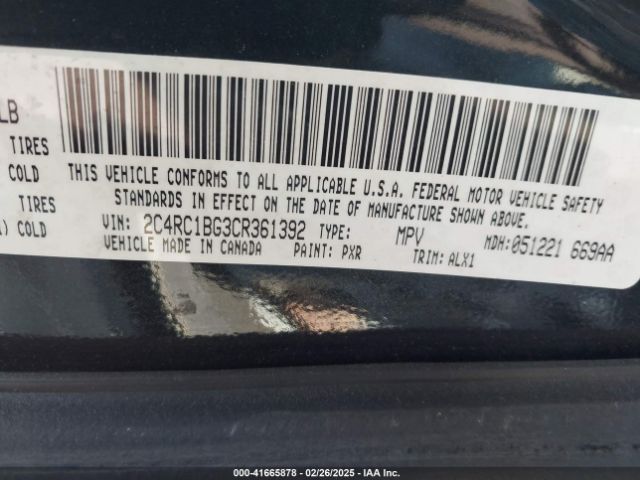 LB
TIRES
COLD
TIRES
) COLD
THIS VEHICLE CONFORMS TO ALL APPLICABLE U.S.A. FEDERAL MOTOR VEHICLE SAFETY
STANDARDS IN EFFECT ON THE DATE OF MANUFACTURE SHOWN ABOVE.
VIN: 2C4RC1BG3CR361392 TYPE: MPV MDH:051221 669AA
VEHICLE MADE IN CANADA PAINT: PXR TRIM: ALX1
000-41665878 - 02/26/2025 - IAA Inc.